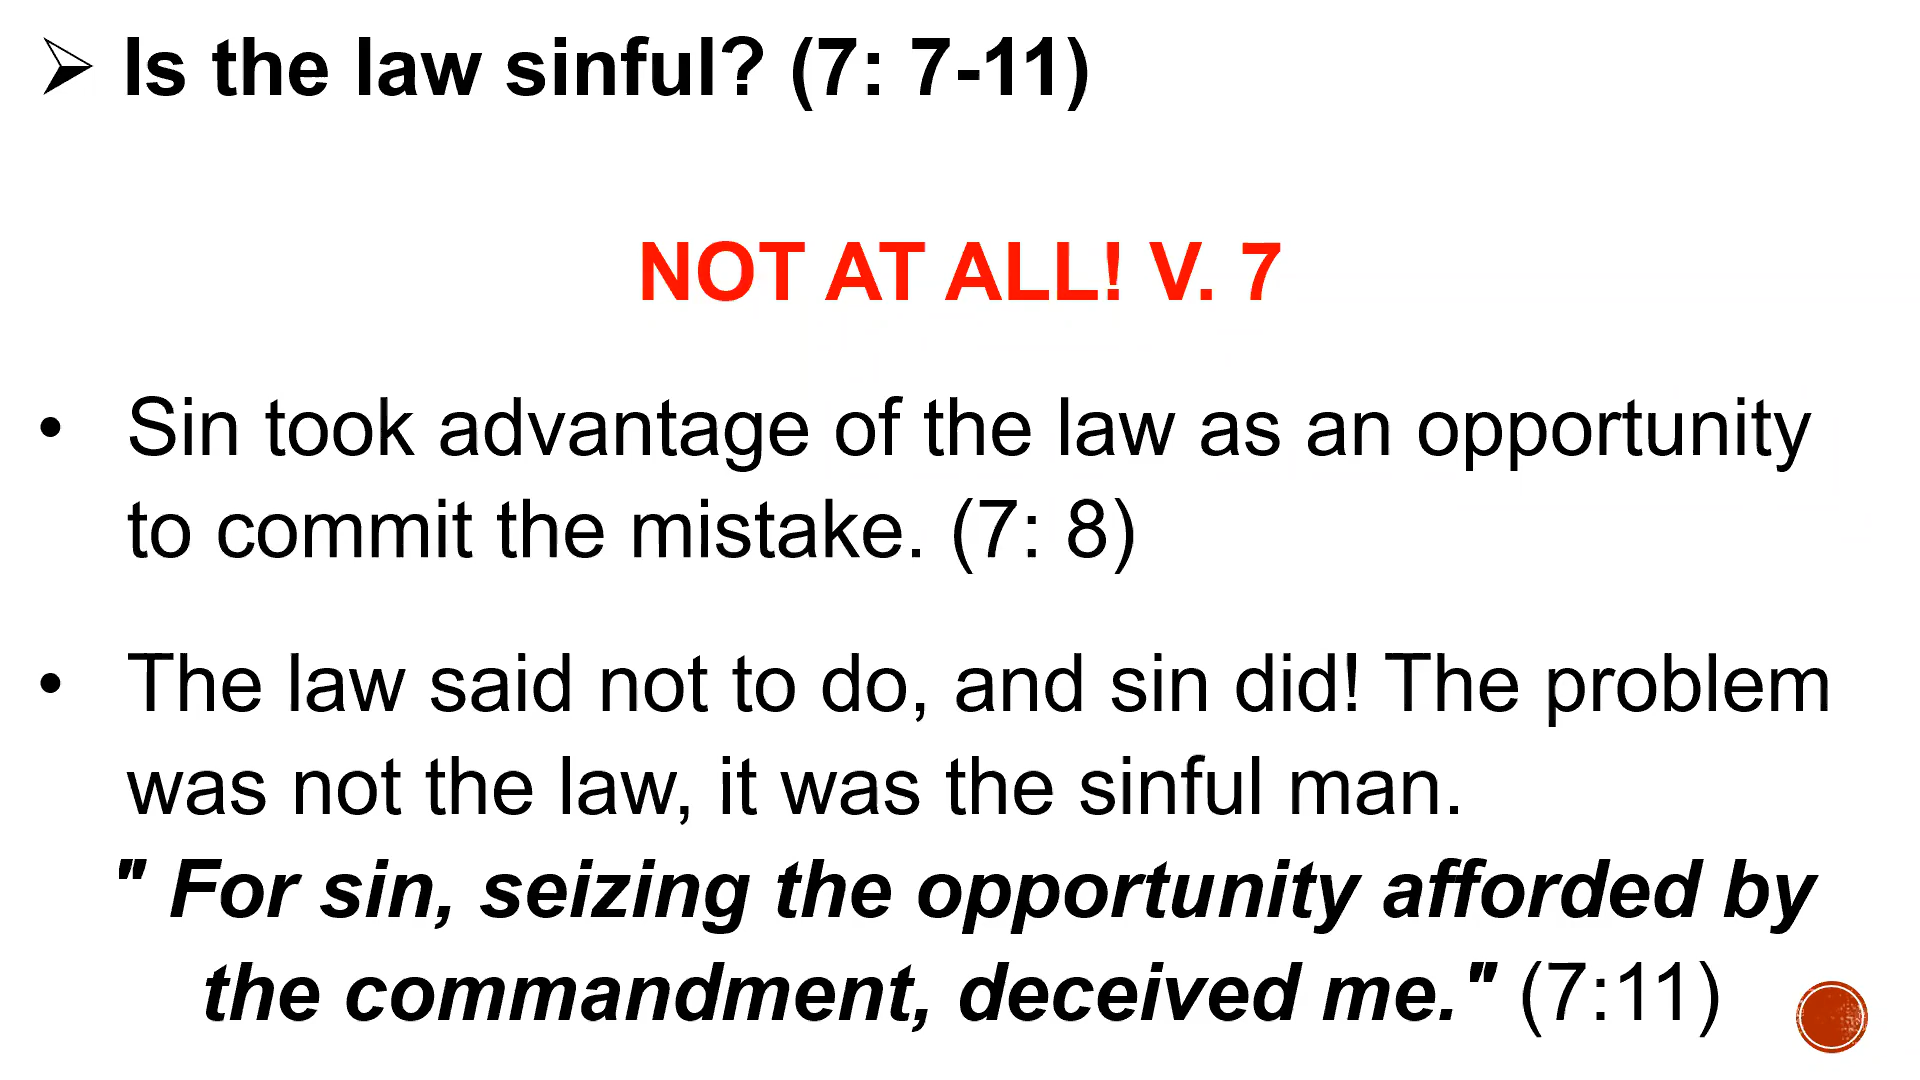 ➢ Is the law sinful? (7: 7-11)
NOT AT ALL! V. 7
• Sin took advantage of the law as an opportunity
to commit the mistake. (7: 8)
• The law said not to do, and sin did! The problem
was not the law, it was the sinful man.
" For sin, seizing the opportunity afforded by
the commandment, deceived me." (7:11)